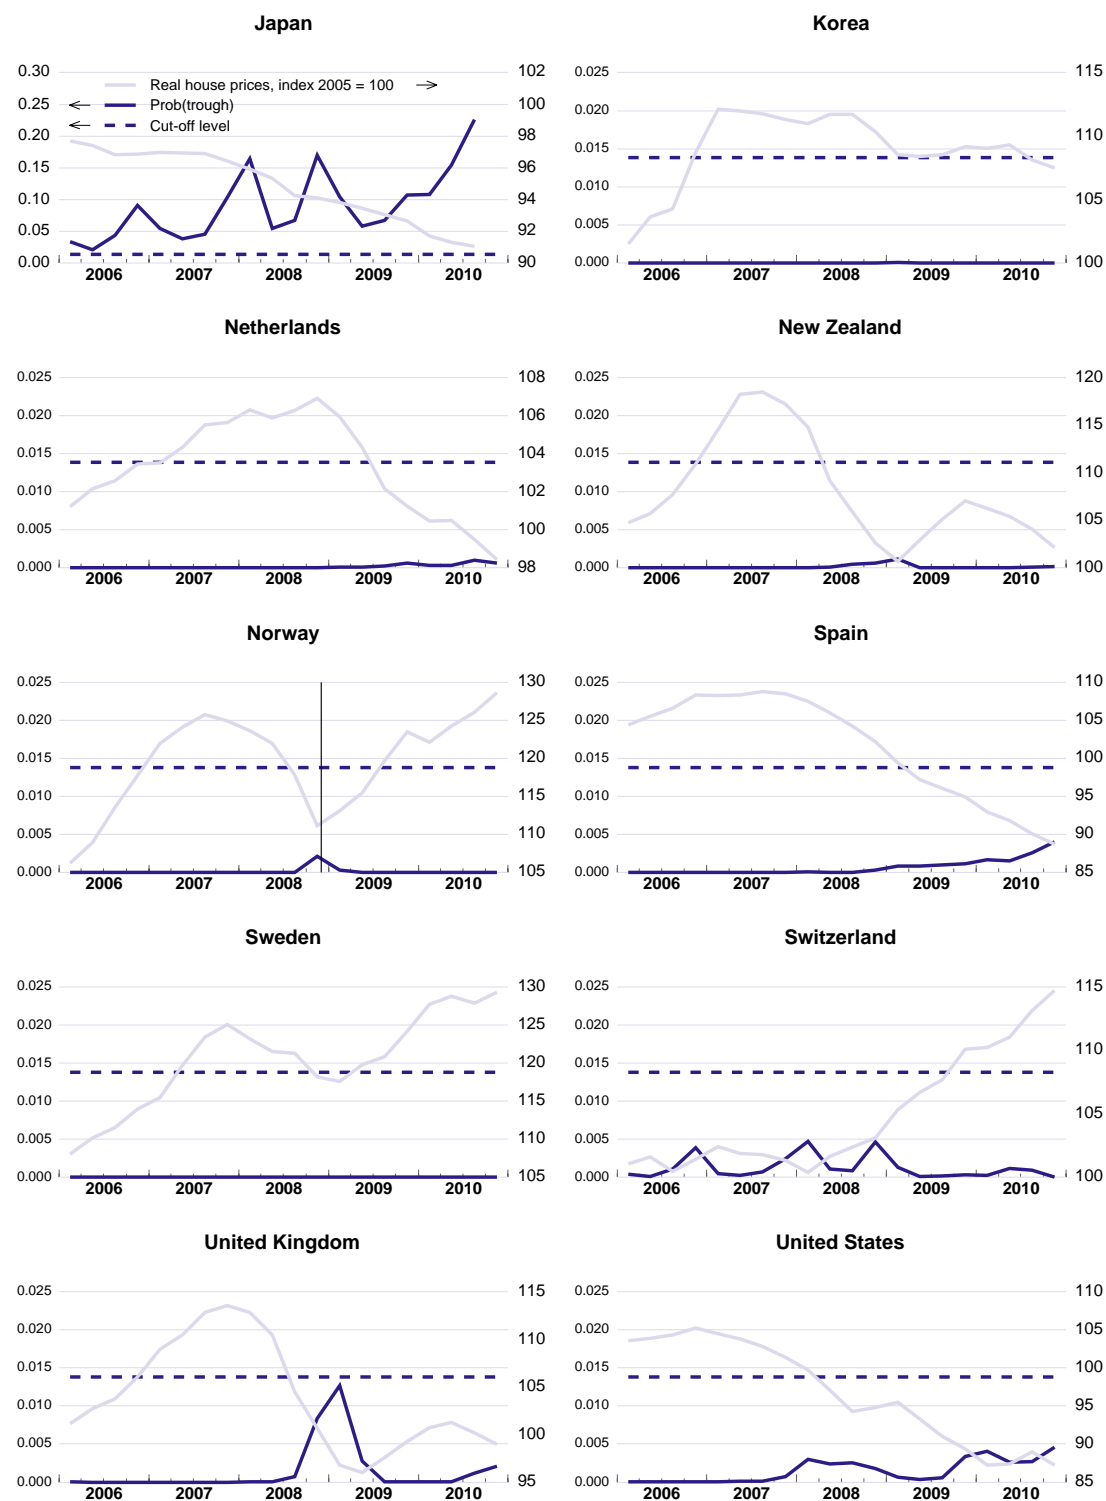 Japan
Korea
0.30 102
0.25 100
0.20 98
0.15 96
0.10 94
0.05 92
0.00 90
Real house prices, index 2005 = 100 →
← Prob(trough)
← Cut-off level
2006 2007 2008 2009 2010
0.025 115
0.020 110
0.015
0.010 105
0.005
0.000 100
2006 2007 2008 2009 2010
Netherlands
New Zealand
0.025 108
0.020 106
0.015 104
0.010 102
0.005 100
0.000 98
2006 2007 2008 2009 2010
0.025 120
0.020 115
0.015 110
0.010 105
0.005
0.000 100
2006 2007 2008 2009 2010
Norway
Spain
0.025 130
0.020 125
0.015 120
0.010 115
0.005 110
0.000 105
2006 2007 2008 2009 2010
0.025 110
0.020 105
0.015 100
0.010 95
0.005 90
0.000 85
2006 2007 2008 2009 2010
Sweden
Switzerland
0.025 130
0.020 125
0.015 120
0.010 115
0.005 110
0.000 105
2006 2007 2008 2009 2010
0.025 115
0.020 110
0.015
0.010 105
0.005
0.000 100
2006 2007 2008 2009 2010
United Kingdom
United States
0.025 115
0.020 110
0.015 105
0.010 100
0.005
0.000 95
2006 2007 2008 2009 2010
0.025 110
0.020 105
0.015 100
0.010 95
0.005 90
0.000 85
2006 2007 2008 2009 2010